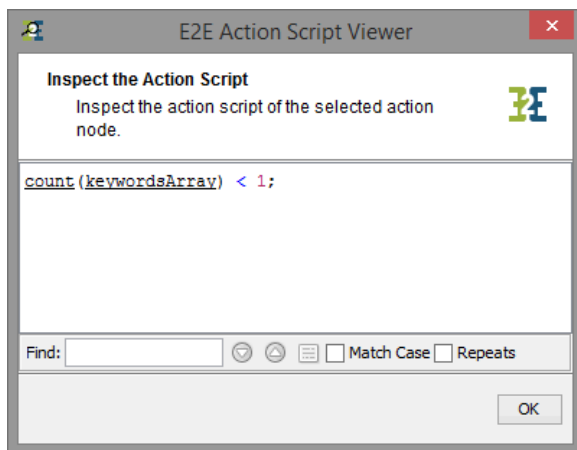 E2E Action Script Viewer
×
Inspect the Action Script
Inspect the action script of the selected action
node.
E2E
count(keywordsArray) < 1;
Find: Match Case Repeats
OK